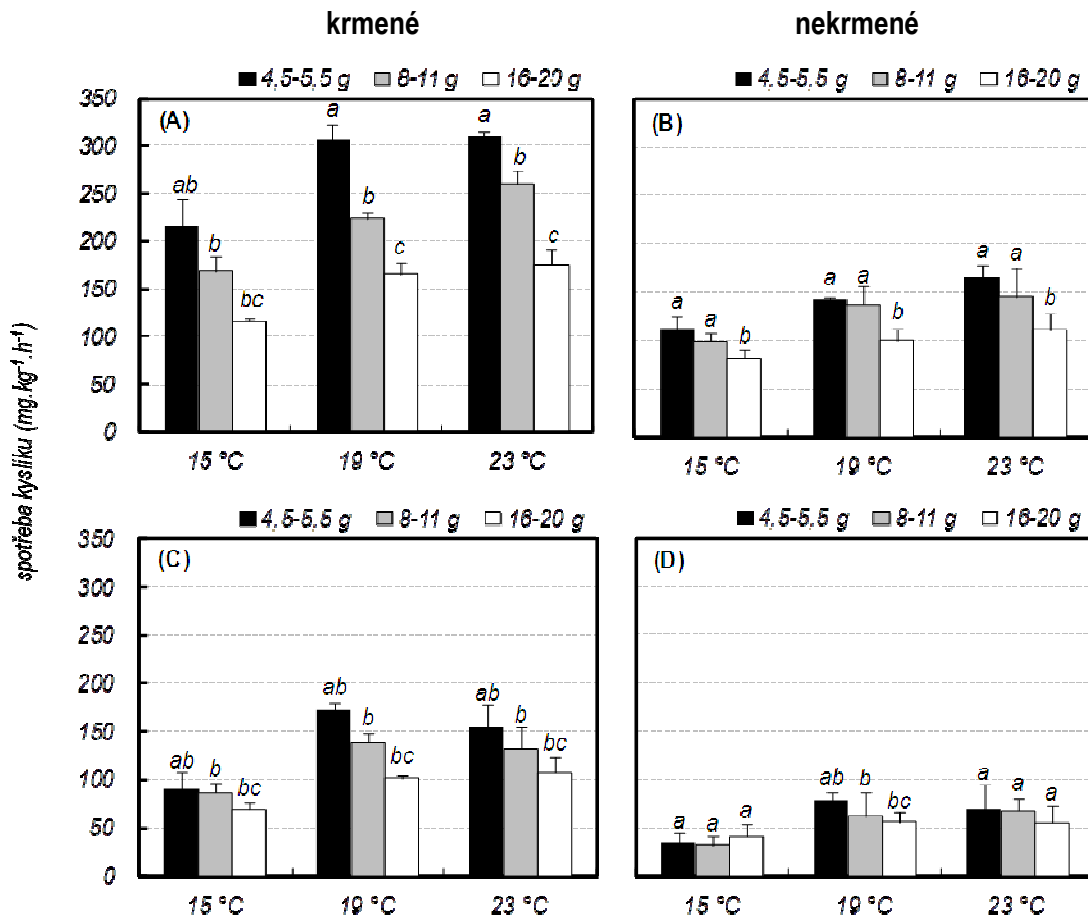 krmené
nekrmené
4,5-5,5 g 8-11 g 16-20 g
4,5-5,5 g 8-11 g 16-20 g
350
300
250
200
150
100
50
0
(A)
ab
b
bc
a
b
c
a
b
c
15 °C 19 °C 23 °C
(B)
a
a
b
a
a
b
a
a
b
15 °C 19 °C 23 °C
spotřeba kyslíku (mg.kg⁻¹.h⁻¹)
4,5-5,5 g 8-11 g 16-20 g
4,5-5,5 g 8-11 g 16-20 g
350
300
250
200
150
100
50
0
(C)
ab
b
bc
ab
b
bc
ab
b
bc
15 °C 19 °C 23 °C
(D)
a
a
a
ab
b
bc
a
a
a
15 °C 19 °C 23 °C